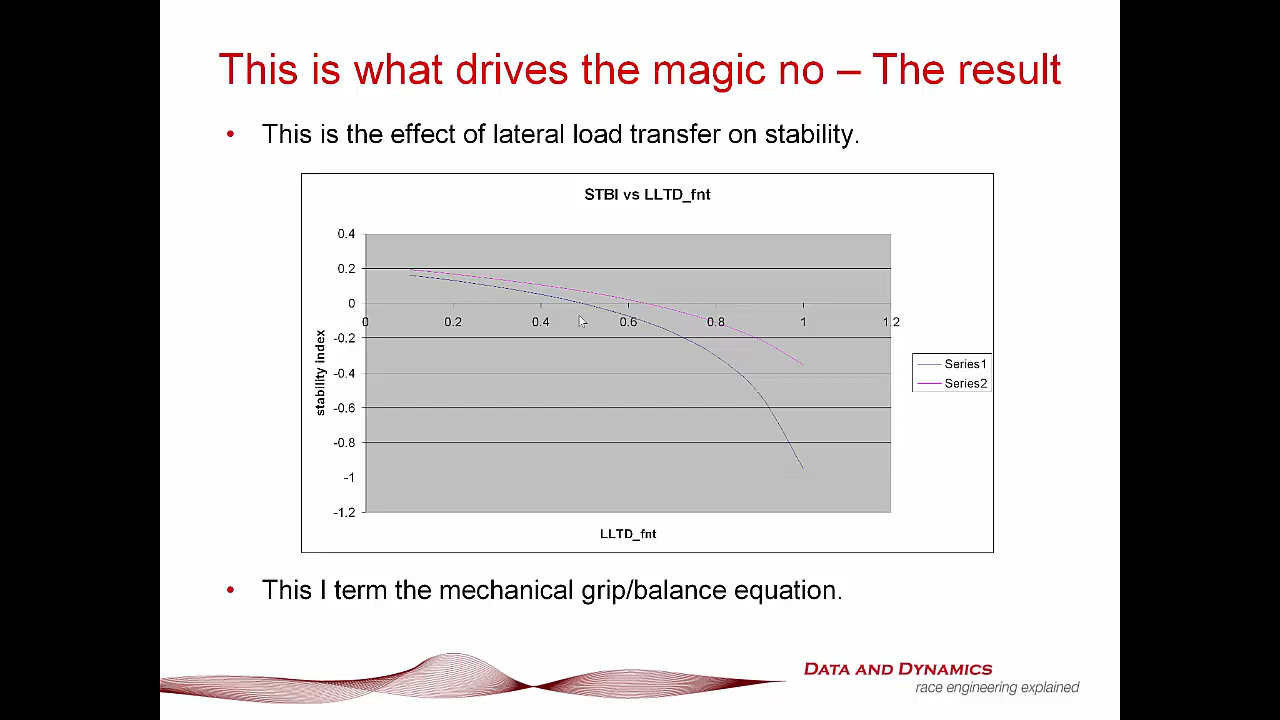 This is what drives the magic no – The result
• This is the effect of lateral load transfer on stability.
STBI vs LLTD_fnt
0.4
0.2
0
-0.2
-0.4
-0.6
-0.8
-1
-1.2
0 0.2 0.4 0.6 0.8 1 1.2
stability index
LLTD_fnt
Series1
Series2
• This I term the mechanical grip/balance equation.
DATA AND DYNAMICS
race engineering explained